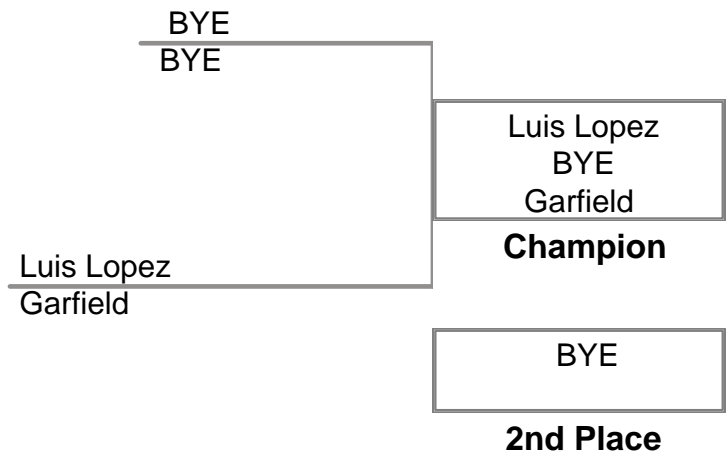 BYE
BYE
Luis Lopez
BYE
Garfield
Champion
Luis Lopez
Garfield
BYE
2nd Place